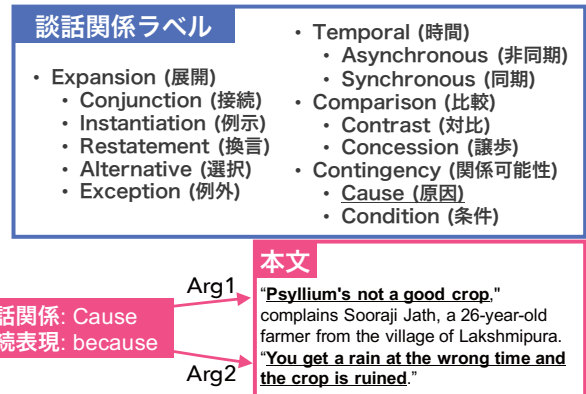 談話関係ラベル
• Expansion (展開)
• Conjunction (接続)
• Instantiation (例示)
• Restatement (換言)
• Alternative (選択)
• Exception (例外)
• Temporal (時間)
• Asynchronous (非同期)
• Synchronous (同期)
• Comparison (比較)
• Contrast (対比)
• Concession (譲歩)
• Contingency (関係可能性)
• Cause (原因)
• Condition (条件)
話関係: Cause
続表現: because
Arg1
Arg2
本文
“Psyllium's not a good crop,"
complains Sooraji Jath, a 26-year-old
farmer from the village of Lakshmipura.
“You get a rain at the wrong time and
the crop is ruined.”